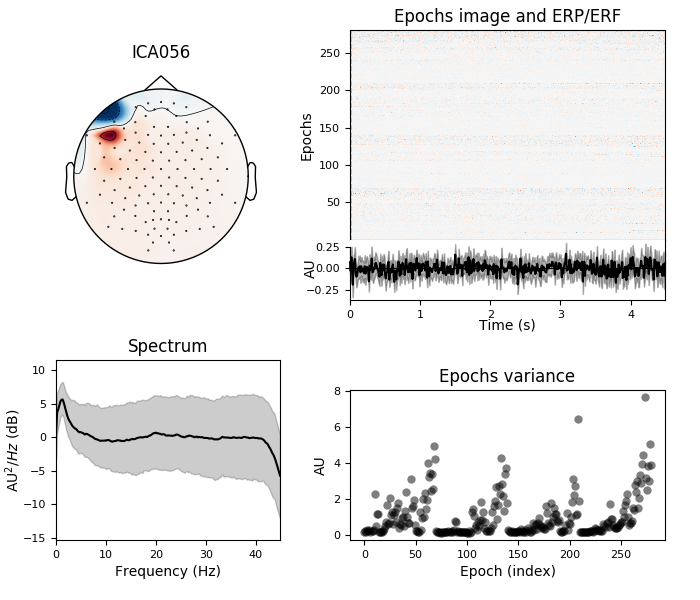 ICA056
Epochs image and ERP/ERF
Epochs
250
200
150
100
50
AU
0.25
0.00
−0.25
0 1 2 3 4
Time (s)
Spectrum
AU²/Hz (dB)
10
5
0
−5
−10
−15
0 10 20 30 40
Frequency (Hz)
Epochs variance
AU
8
6
4
2
0
0 50 100 150 200 250
Epoch (index)